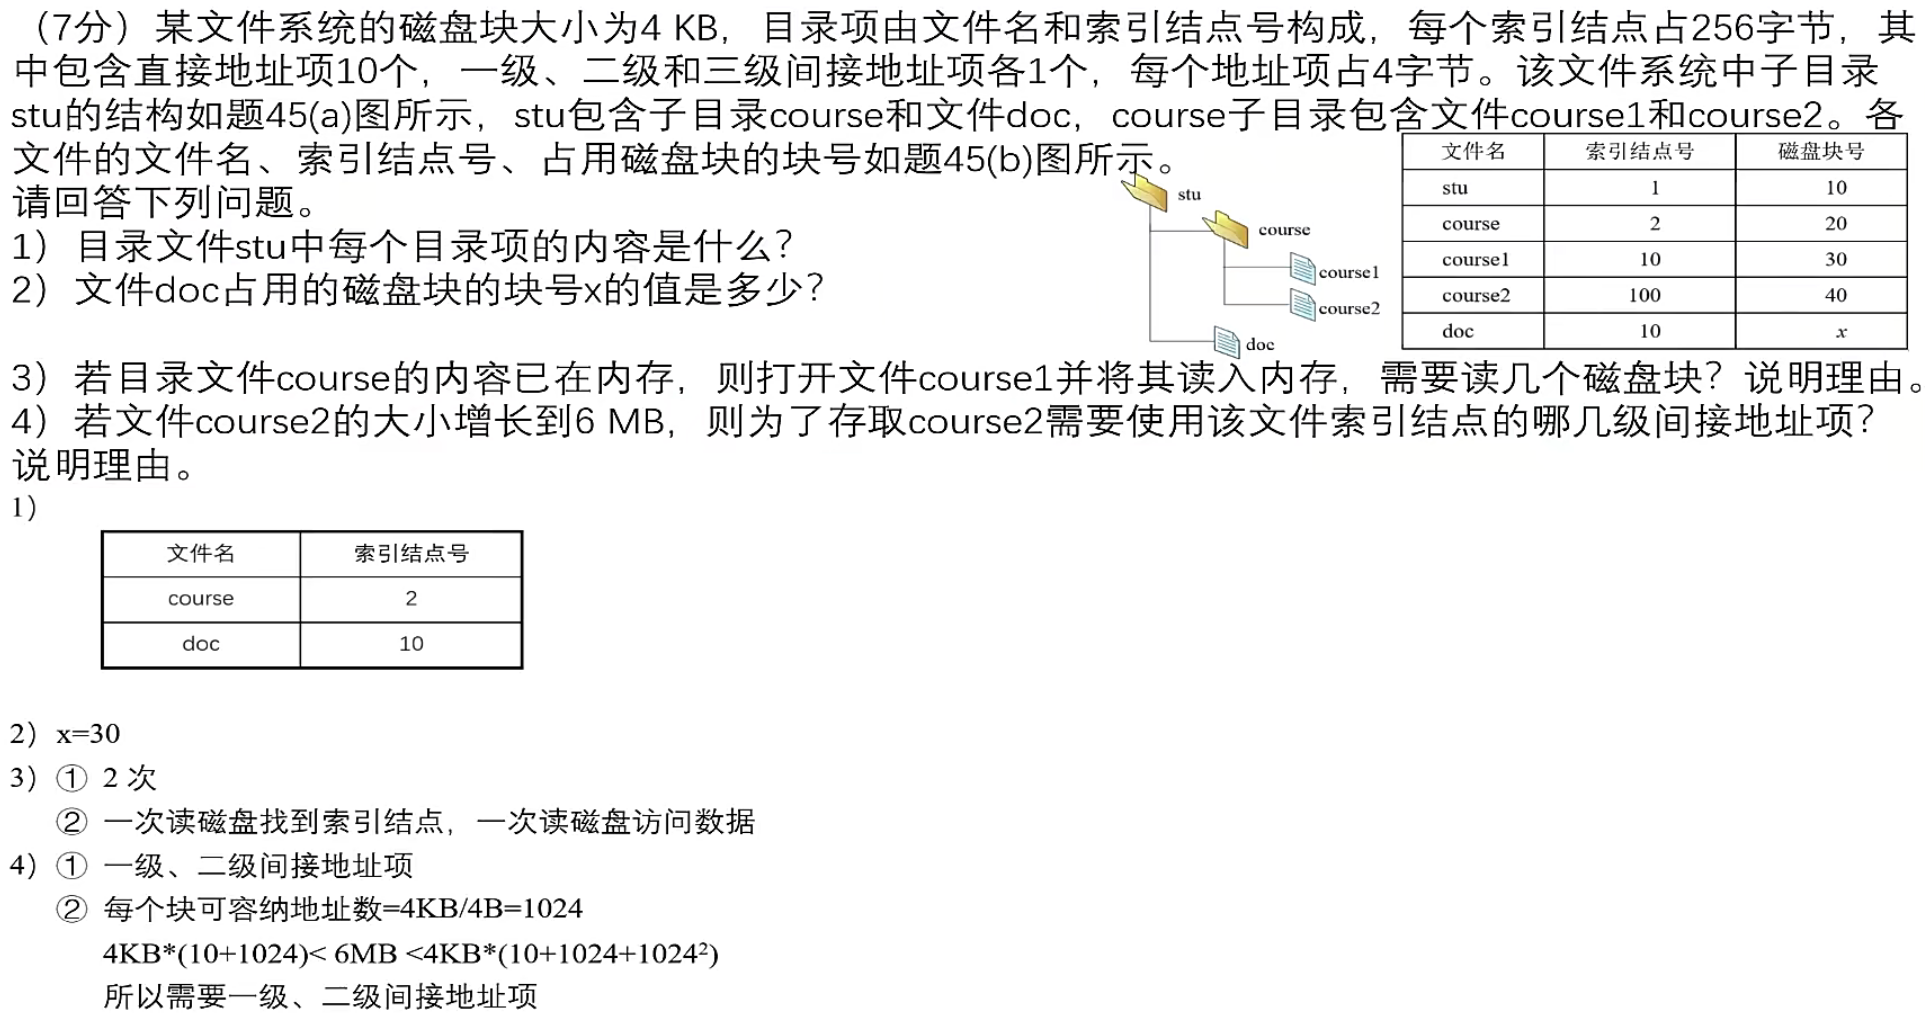 （7分）某文件系统的磁盘块大小为4 KB，目录项由文件名和索引结点号构成，每个索引结点占256字节，其
中包含直接地址项10个，一级、二级和三级间接地址项各1个，每个地址项占4字节。该文件系统中子目录
stu的结构如题45(a)图所示，stu包含子目录course和文件doc，course子目录包含文件course1和course2。各
文件的文件名、索引结点号、占用磁盘块的块号如题45(b)图所示。
请回答下列问题。
1）目录文件stu中每个目录项的内容是什么？
2）文件doc占用的磁盘块的块号x的值是多少？
stu
course
course1
course2
doc
文件名 索引结点号 磁盘块号
stu 1 10
course 2 20
course1 10 30
course2 100 40
doc 10 x
3）若目录文件course的内容已在内存，则打开文件course1并将其读入内存，需要读几个磁盘块？说明理由。
4）若文件course2的大小增长到6 MB，则为了存取course2需要使用该文件索引结点的哪几级间接地址项？
说明理由。
1）
文件名 索引结点号
course 2
doc 10
2）x=30
3）① 2 次
② 一次读磁盘找到索引结点，一次读磁盘访问数据
4）① 一级、二级间接地址项
② 每个块可容纳地址数=4KB/4B=1024
4KB*(10+1024)< 6MB <4KB*(10+1024+1024²)
所以需要一级、二级间接地址项